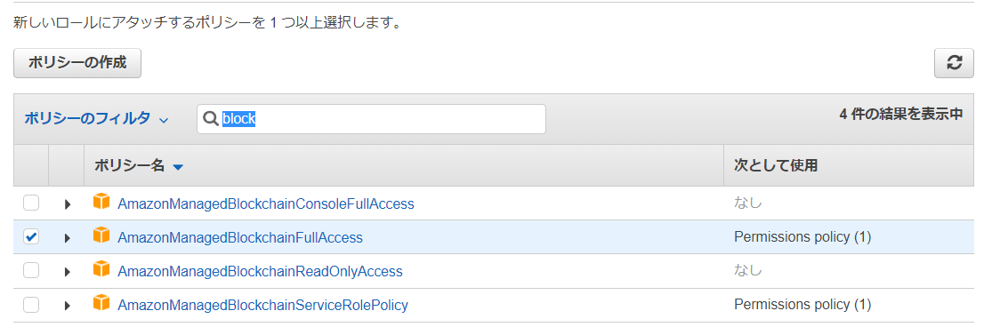 新しいロールにアタッチするポリシーを 1 つ以上選択します。
ポリシーの作成
ポリシーのフィルタ block 4 件の結果を表示中
ポリシー名 次として使用
AmazonManagedBlockchainConsoleFullAccess なし
AmazonManagedBlockchainFullAccess Permissions policy (1)
AmazonManagedBlockchainReadOnlyAccess なし
AmazonManagedBlockchainServiceRolePolicy Permissions policy (1)